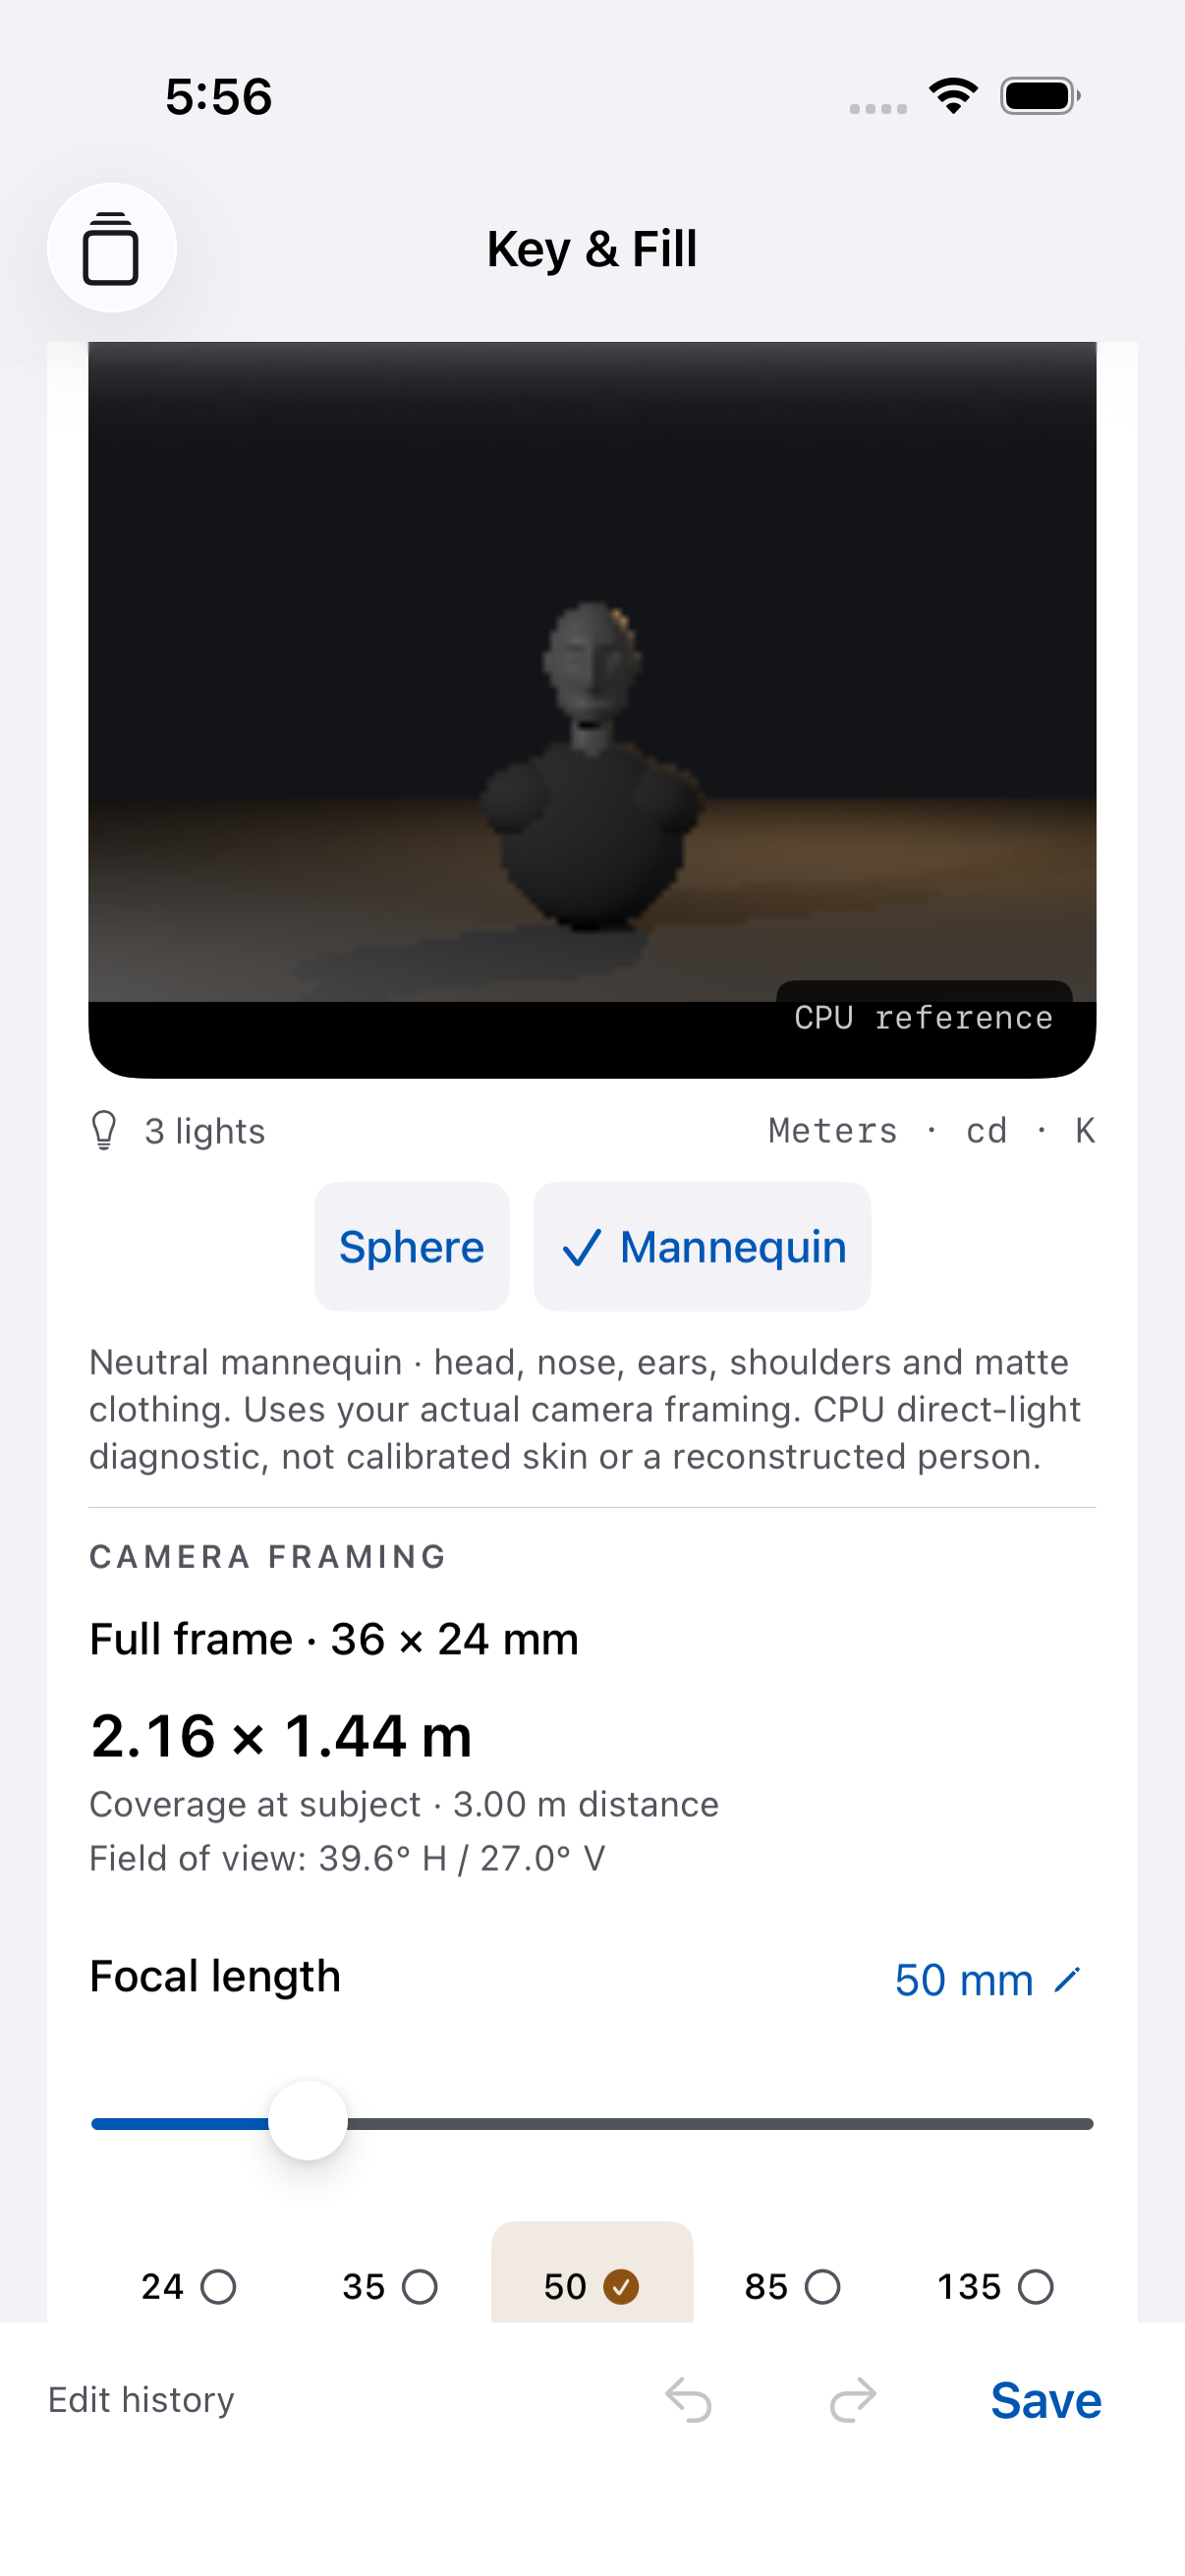 5:56
Key & Fill
CPU reference
3 lights
Meters · cd · K
Sphere
Mannequin
Neutral mannequin · head, nose, ears, shoulders and matte
clothing. Uses your actual camera framing. CPU direct-light
diagnostic, not calibrated skin or a reconstructed person.
CAMERA FRAMING
Full frame · 36 × 24 mm
2.16 × 1.44 m
Coverage at subject · 3.00 m distance
Field of view: 39.6° H / 27.0° V
Focal length
50 mm
24
35
50
85
135
Edit history
Save